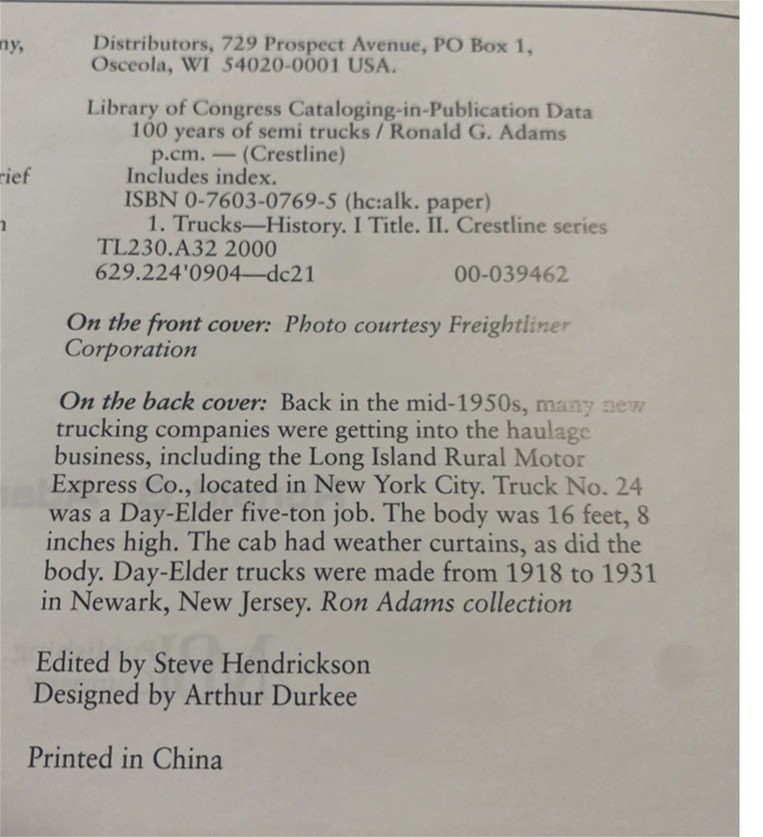 ny,
Distributors, 729 Prospect Avenue, PO Box 1,
Osceola, WI 54020-0001 USA.
Library of Congress Cataloging-in-Publication Data
100 years of semi trucks / Ronald G. Adams
p.cm. — (Crestline)
rief
Includes index.
ISBN 0-7603-0769-5 (hc:alk. paper)
1. Trucks—History. I Title. II. Crestline series
TL230.A32 2000
629.224'0904—dc21 00-039462
On the front cover: Photo courtesy Freightliner
Corporation
On the back cover: Back in the mid-1950s, many new
trucking companies were getting into the haulage
business, including the Long Island Rural Motor
Express Co., located in New York City. Truck No. 24
was a Day-Elder five-ton job. The body was 16 feet, 8
inches high. The cab had weather curtains, as did the
body. Day-Elder trucks were made from 1918 to 1931
in Newark, New Jersey. Ron Adams collection
Edited by Steve Hendrickson
Designed by Arthur Durkee
Printed in China